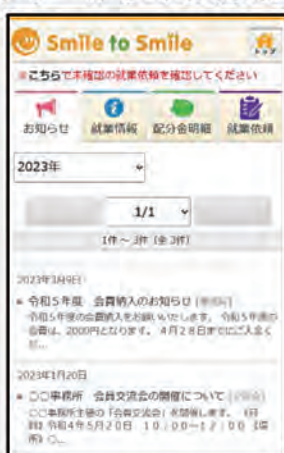 Smile to Smile
トップ
※こちらで未確認の就業依頼を確認してください
お知らせ 就業情報 配分金明細 就業依頼
2023年
1/1
1件～3件 (全3件)
2023年3月9日
令和5年度 会費納入のお知らせ
令和5年度の会費納入をお願いいたします。 令和5年度の
会費は、2000円となります。 4月28日までにご入金く
だ...
2023年1月20日
○○事務所 会員交流会の開催について
○○事務所主催の「会員交流会」を開催します。 《日
時》令和4年5月20日 10:00～12:00 《場
所》○...